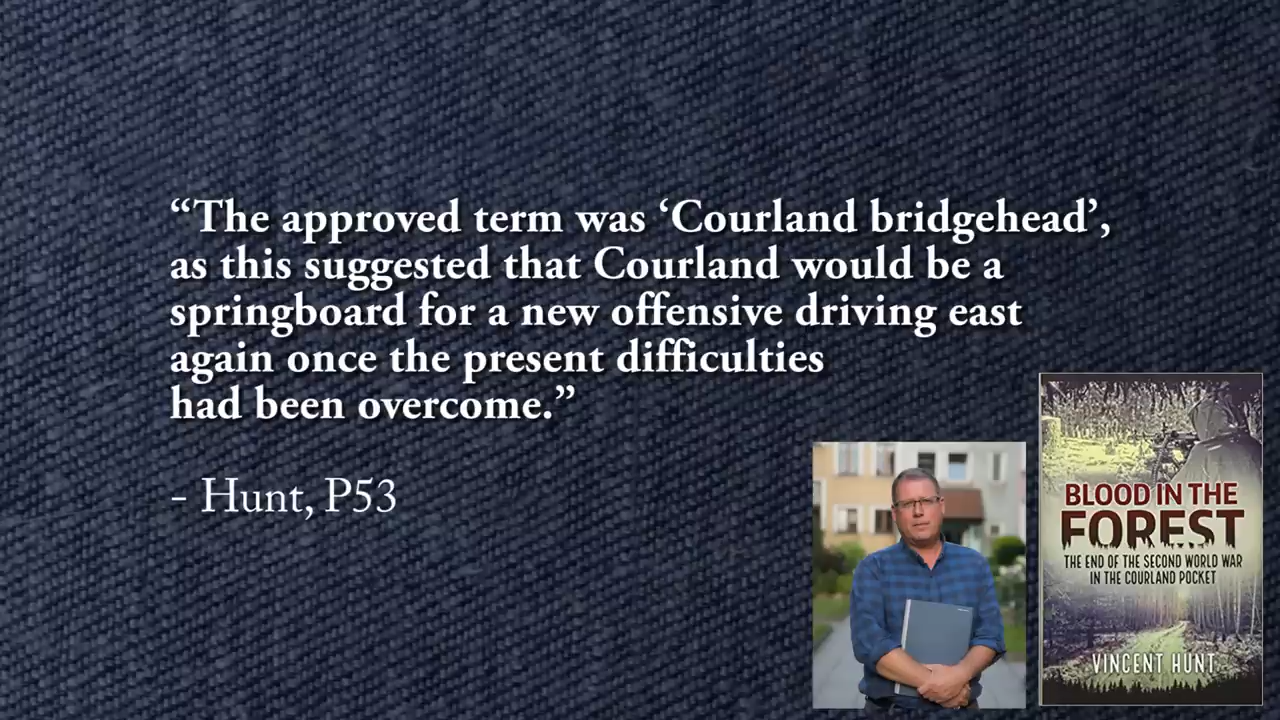 “The approved term was ‘Courland bridgehead’,
as this suggested that Courland would be a
springboard for a new offensive driving east
again once the present difficulties
had been overcome.”
- Hunt, P53
BLOOD IN THE
FOREST
THE END OF THE SECOND WORLD WAR
IN THE COURLAND POCKET
VINCENT HUNT